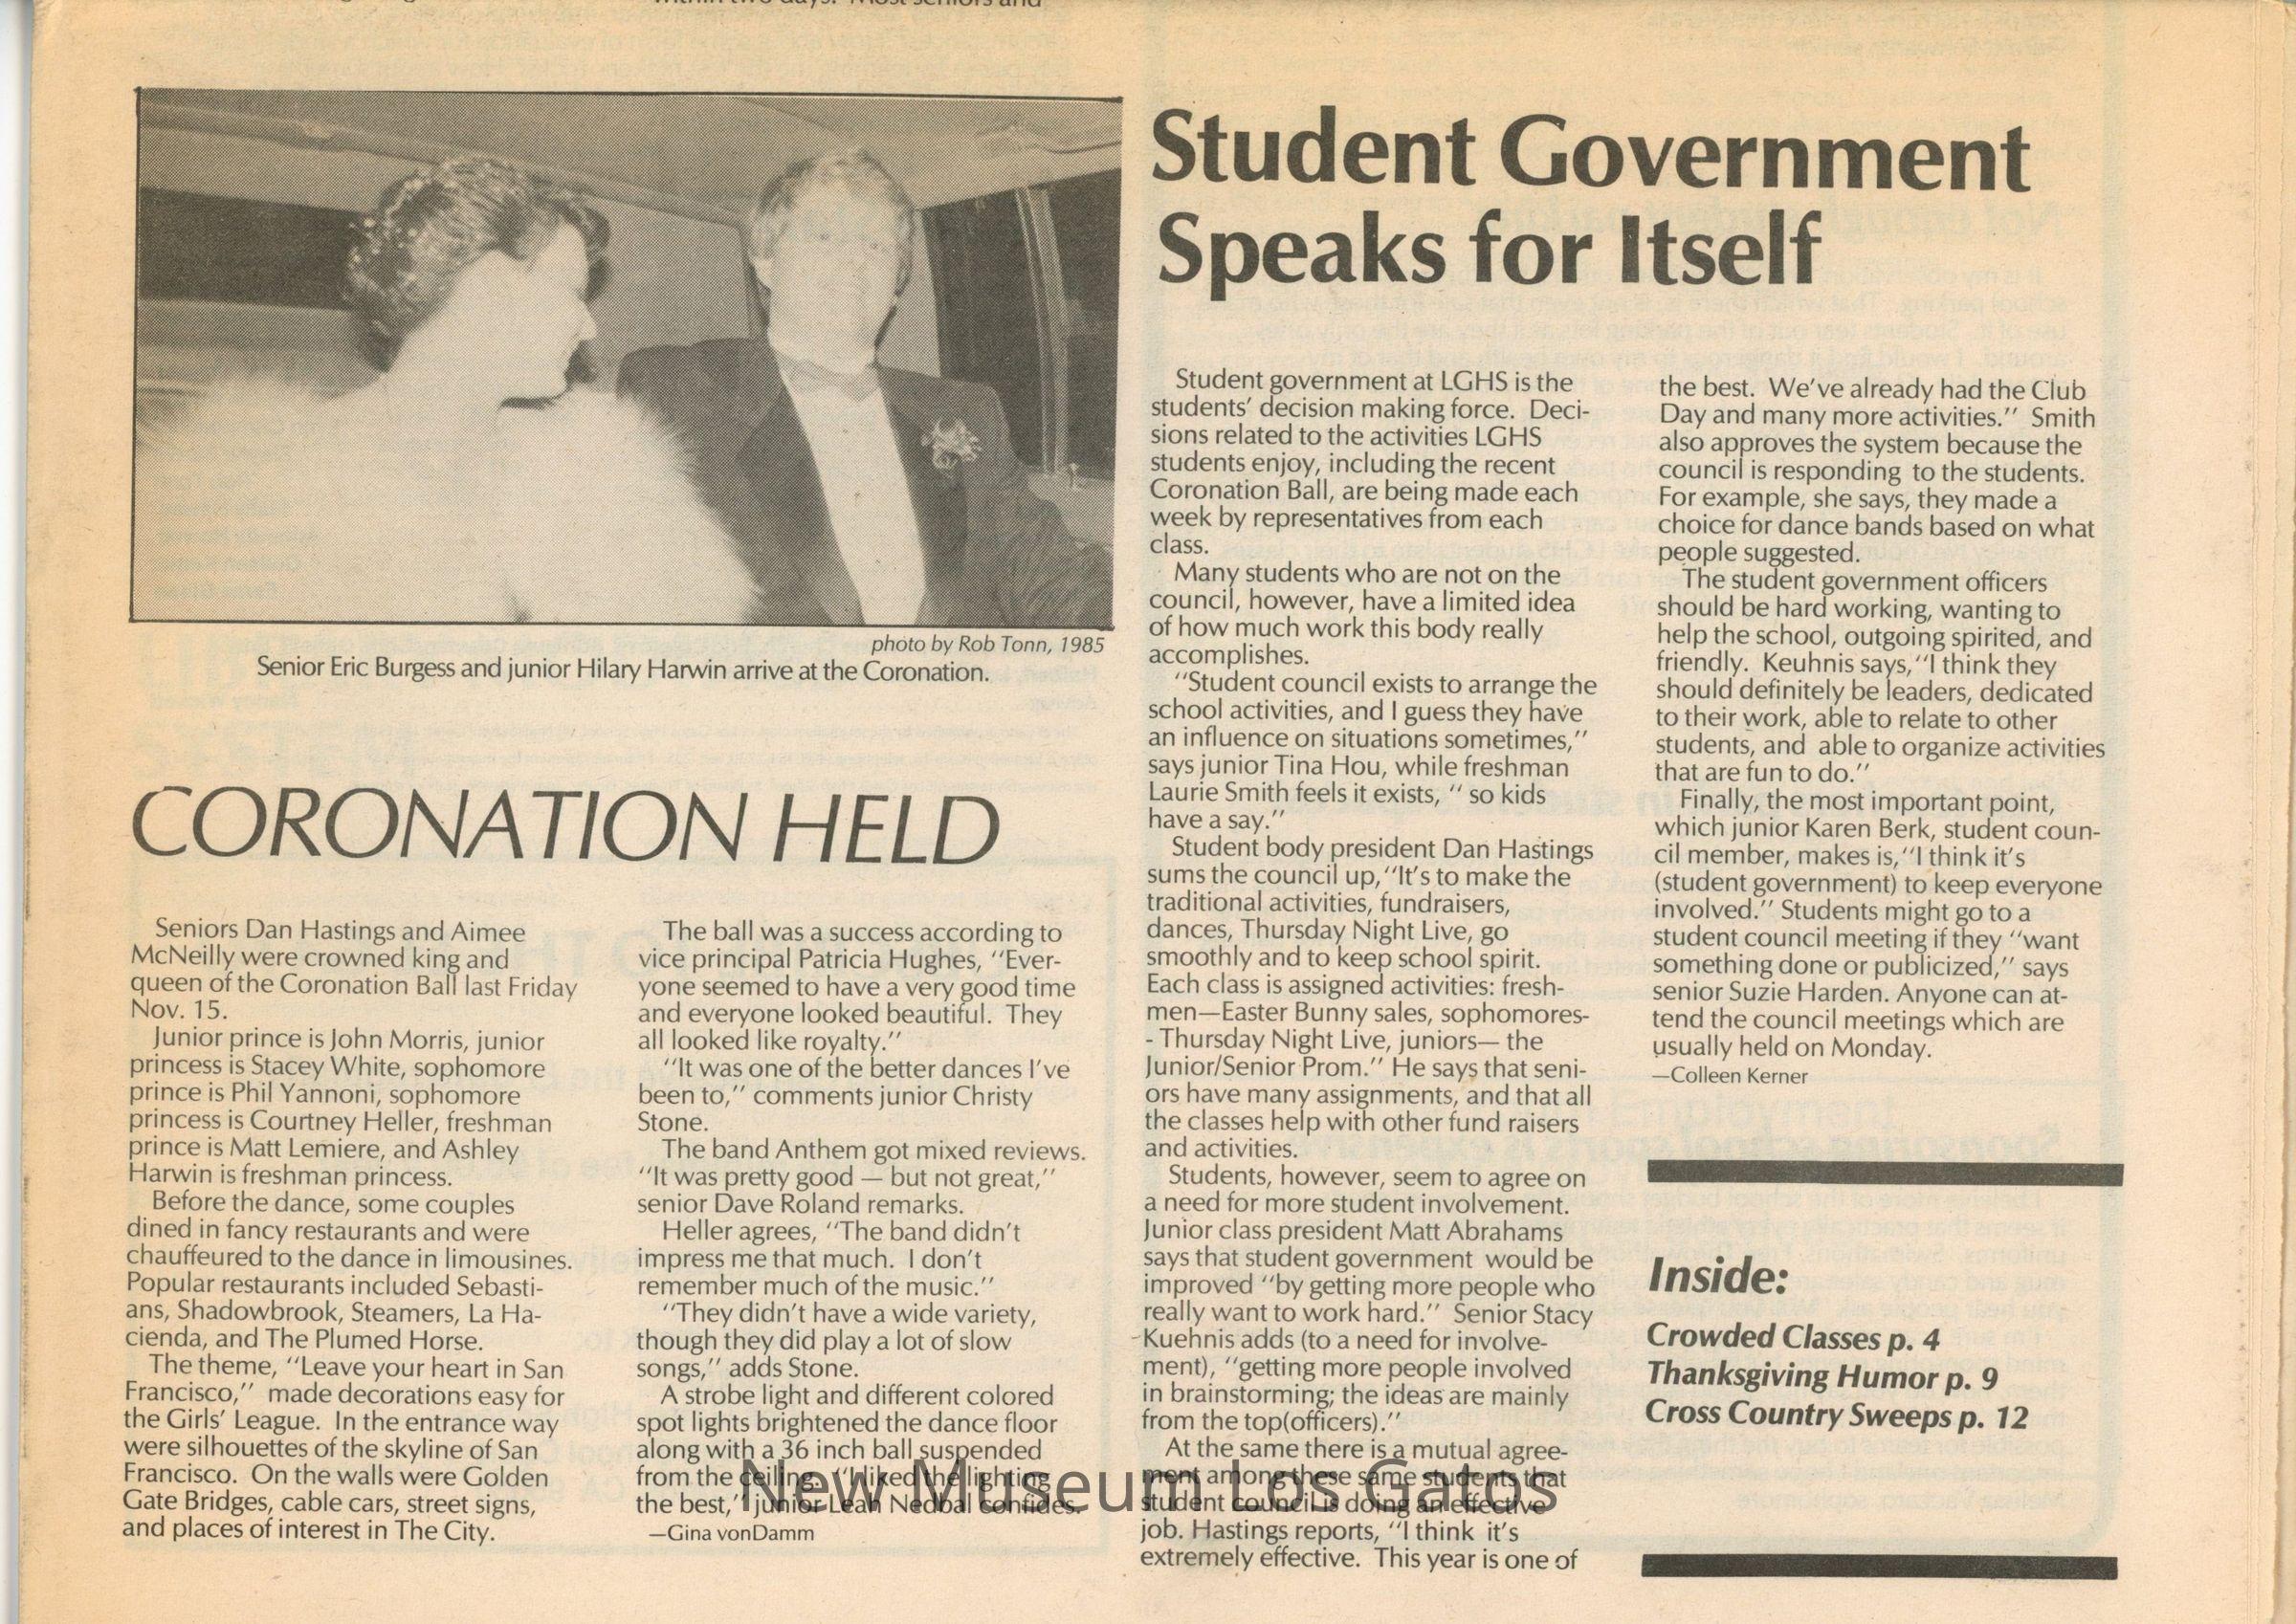 within two days. Most seniors and
photo by Rob Tonn, 1985
Senior Eric Burgess and junior Hilary Harwin arrive at the Coronation.
CORONATION HELD
Seniors Dan Hastings and Aimee
McNeilly were crowned king and
queen of the Coronation Ball last Friday
Nov. 15.
Junior prince is John Morris, junior
princess is Stacey White, sophomore
prince is Phil Yannoni, sophomore
princess is Courtney Heller, freshman
prince is Matt Lemiere, and Ashley
Harwin is freshman princess.
Before the dance, some couples
dined in fancy restaurants and were
chauffeured to the dance in limousines.
Popular restaurants included Sebasti-
ans, Shadowbrook, Steamers, La Ha-
cienda, and The Plumed Horse.
The theme, "Leave your heart in San
Francisco," made decorations easy for
the Girls' League. In the entrance way
were silhouettes of the skyline of San
Francisco. On the walls were Golden
Gate Bridges, cable cars, street signs,
and places of interest in The City.
The ball was a success according to
vice principal Patricia Hughes, "Ever-
yone seemed to have a very good time
and everyone looked beautiful. They
all looked like royalty."
"It was one of the better dances I've
been to," comments junior Christy
Stone.
The band Anthem got mixed reviews.
"It was pretty good — but not great,"
senior Dave Roland remarks.
Heller agrees, "The band didn't
impress me that much. I don't
remember much of the music."
"They didn't have a wide variety,
though they did play a lot of slow
songs," adds Stone.
A strobe light and different colored
spot lights brightened the dance floor
along with a 36 inch ball suspended
from the ceiling. "I liked the lighting
the best," junior Leah Nedbal confides.
—Gina vonDamm
Student Government
Speaks for Itself
Student government at LGHS is the
students' decision making force. Deci-
sions related to the activities LGHS
students enjoy, including the recent
Coronation Ball, are being made each
week by representatives from each
class.
Many students who are not on the
council, however, have a limited idea
of how much work this body really
accomplishes.
"Student council exists to arrange the
school activities, and I guess they have
an influence on situations sometimes,"
says junior Tina Hou, while freshman
Laurie Smith feels it exists, " so kids
have a say."
Student body president Dan Hastings
sums the council up,"It's to make the
traditional activities, fundraisers,
dances, Thursday Night Live, go
smoothly and to keep school spirit.
Each class is assigned activities: fresh-
men—Easter Bunny sales, sophomores-
- Thursday Night Live, juniors— the
Junior/Senior Prom." He says that seni-
ors have many assignments, and that all
the classes help with other fund raisers
and activities.
Students, however, seem to agree on
a need for more student involvement.
Junior class president Matt Abrahams
says that student government would be
improved "by getting more people who
really want to work hard." Senior Stacy
Kuehnis adds (to a need for involve-
ment), "getting more people involved
in brainstorming; the ideas are mainly
from the top(officers)."
At the same there is a mutual agree-
ment among these same students that
student council is doing an effective
job. Hastings reports, "I think it's
extremely effective. This year is one of
the best. We've already had the Club
Day and many more activities." Smith
also approves the system because the
council is responding to the students.
For example, she says, they made a
choice for dance bands based on what
people suggested.
The student government officers
should be hard working, wanting to
help the school, outgoing spirited, and
friendly. Keuhnis says,"I think they
should definitely be leaders, dedicated
to their work, able to relate to other
students, and able to organize activities
that are fun to do."
Finally, the most important point,
which junior Karen Berk, student coun-
cil member, makes is,"I think it's
(student government) to keep everyone
involved." Students might go to a
student council meeting if they "want
something done or publicized," says
senior Suzie Harden. Anyone can at-
tend the council meetings which are
usually held on Monday.
—Colleen Kerner
Inside:
Crowded Classes p. 4
Thanksgiving Humor p. 9
Cross Country Sweeps p. 12
New Museum Los Gatos